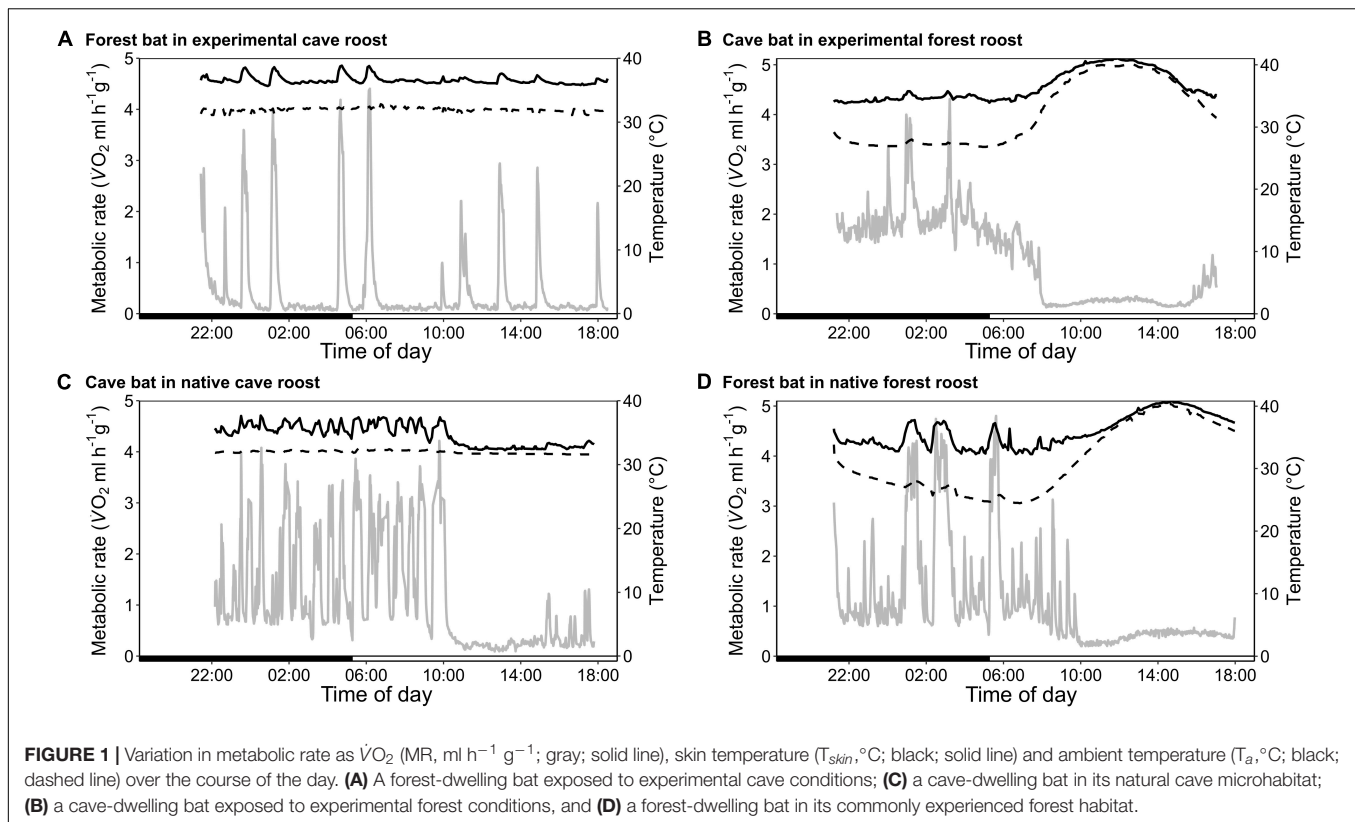 A Forest bat in experimental cave roost
Metabolic rate (V̇O2 ml h-1g-1)
5
4
3
2
1
0
40
30
20
10
0
Temperature (°C)
22:00 02:00 06:00 10:00 14:00 18:00
Time of day
B Cave bat in experimental forest roost
Metabolic rate (V̇O2 ml h-1g-1)
5
4
3
2
1
0
40
30
20
10
0
Temperature (°C)
22:00 02:00 06:00 10:00 14:00 18:00
Time of day
C Cave bat in native cave roost
Metabolic rate (V̇O2 ml h-1g-1)
5
4
3
2
1
0
40
30
20
10
0
Temperature (°C)
22:00 02:00 06:00 10:00 14:00 18:00
Time of day
D Forest bat in native forest roost
Metabolic rate (V̇O2 ml h-1g-1)
5
4
3
2
1
0
40
30
20
10
0
Temperature (°C)
22:00 02:00 06:00 10:00 14:00 18:00
Time of day
FIGURE 1 | Variation in metabolic rate as V̇O2 (MR, ml h−1 g−1; gray; solid line), skin temperature (Tskin,°C; black; solid line) and ambient temperature (Ta,°C; black;
dashed line) over the course of the day. (A) A forest-dwelling bat exposed to experimental cave conditions; (C) a cave-dwelling bat in its natural cave microhabitat;
(B) a cave-dwelling bat exposed to experimental forest conditions, and (D) a forest-dwelling bat in its commonly experienced forest habitat.